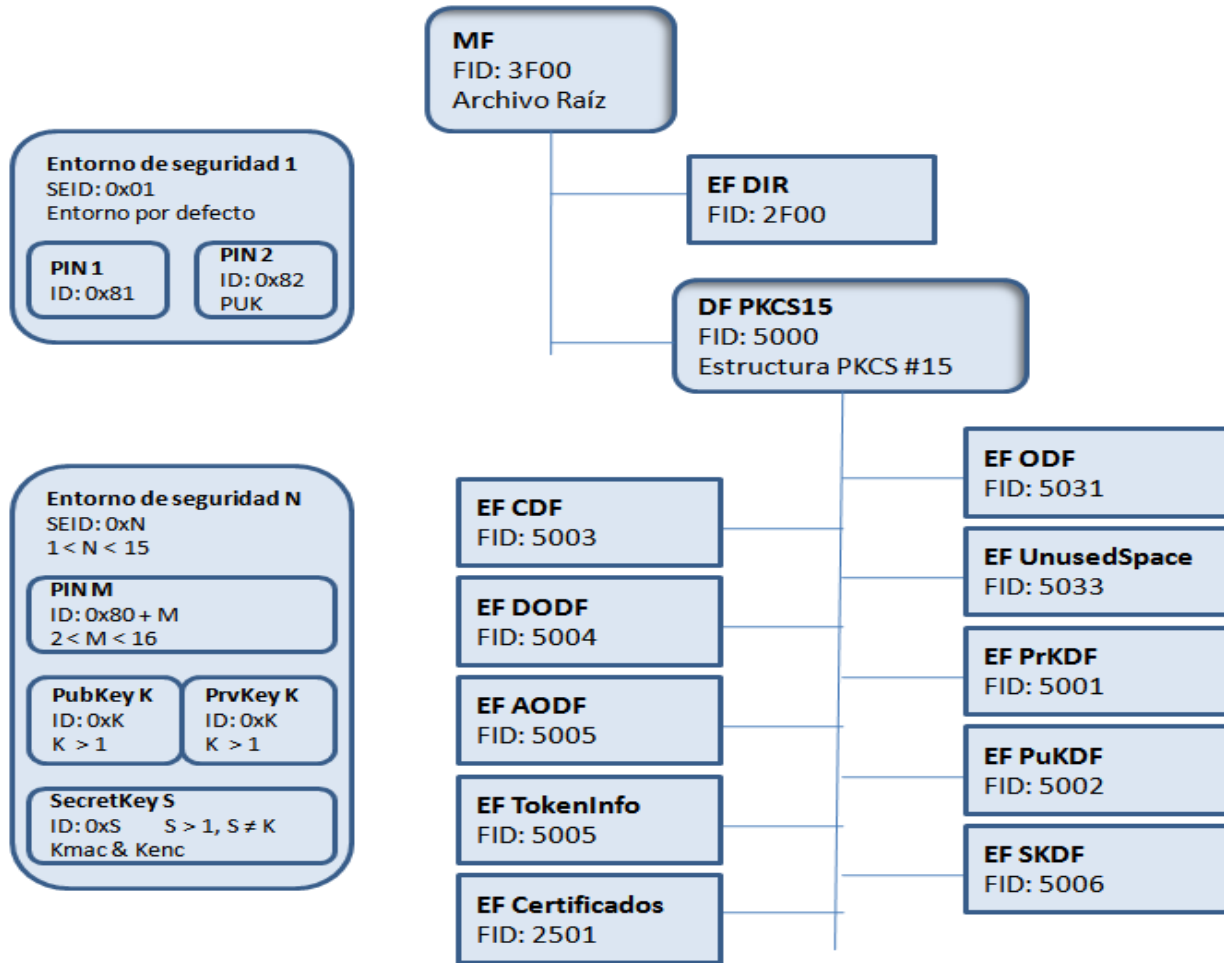 MF
FID: 3F00
Archivo Raíz
EF DIR
FID: 2F00
DF PKCS15
FID: 5000
Estructura PKCS #15
Entorno de seguridad 1
SEID: 0x01
Entorno por defecto
PIN 1
ID: 0x81
PIN 2
ID: 0x82
PUK
Entorno de seguridad N
SEID: 0xN
1 < N < 15
PIN M
ID: 0x80 + M
2 < M < 16
PubKey K
ID: 0xK
K > 1
PrvKey K
ID: 0xK
K > 1
SecretKey S
ID: 0xS S > 1, S ≠ K
Kmac & Kenc
EF CDF
FID: 5003
EF DODF
FID: 5004
EF AODF
FID: 5005
EF TokenInfo
FID: 5005
EF Certificados
FID: 2501
EF ODF
FID: 5031
EF UnusedSpace
FID: 5033
EF PrKDF
FID: 5001
EF PuKDF
FID: 5002
EF SKDF
FID: 5006